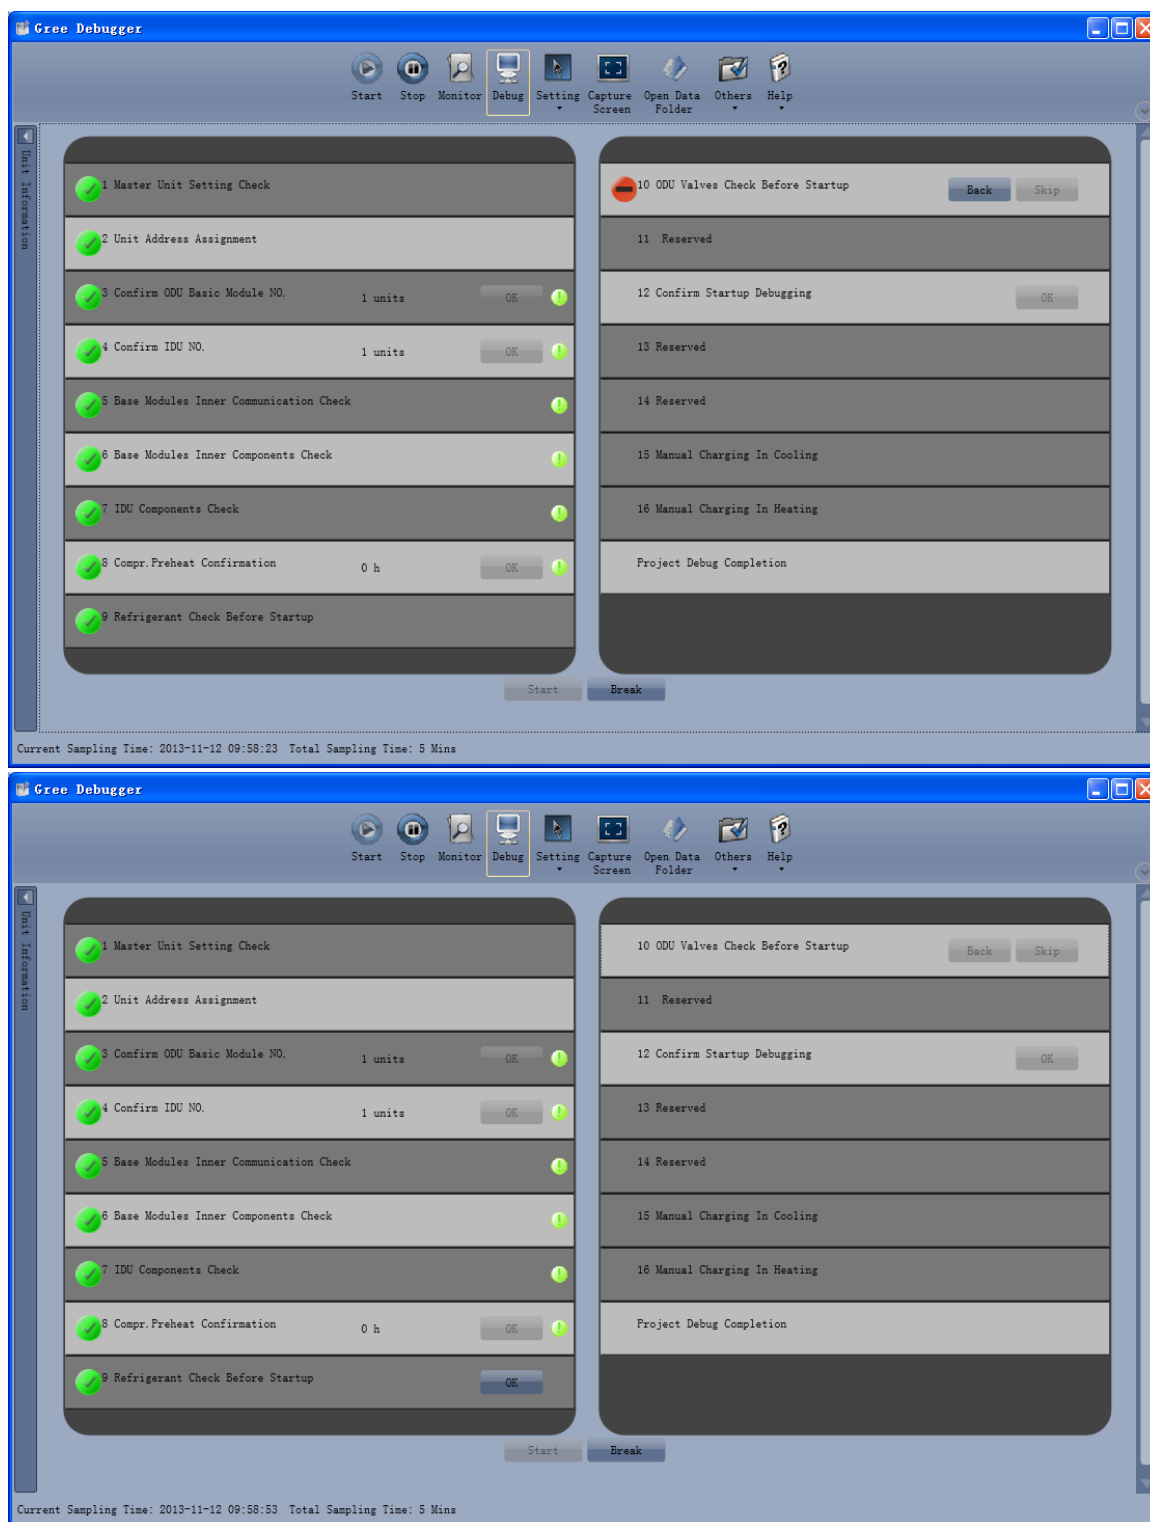 Gree Debugger
Start Stop Monitor Debug Setting Capture Screen Open Data Folder Others Help
Unit Information
1 Master Unit Setting Check
2 Unit Address Assignment
3 Confirm ODU Basic Module NO. 1 units OK
4 Confirm IDU NO. 1 units OK
5 Base Modules Inner Communication Check
6 Base Modules Inner Components Check
7 IDU Components Check
8 Compr.Preheat Confirmation 0 h OK
9 Refrigerant Check Before Startup
10 ODU Valves Check Before Startup Back Skip
11 Reserved
12 Confirm Startup Debugging OK
13 Reserved
14 Reserved
15 Manual Charging In Cooling
16 Manual Charging In Heating
Project Debug Completion
Start Break
Current Sampling Time: 2013-11-12 09:58:23 Total Sampling Time: 5 Mins
Gree Debugger
Start Stop Monitor Debug Setting Capture Screen Open Data Folder Others Help
Unit Information
1 Master Unit Setting Check
2 Unit Address Assignment
3 Confirm ODU Basic Module NO. 1 units OK
4 Confirm IDU NO. 1 units OK
5 Base Modules Inner Communication Check
6 Base Modules Inner Components Check
7 IDU Components Check
8 Compr.Preheat Confirmation 0 h OK
9 Refrigerant Check Before Startup OK
10 ODU Valves Check Before Startup Back Skip
11 Reserved
12 Confirm Startup Debugging OK
13 Reserved
14 Reserved
15 Manual Charging In Cooling
16 Manual Charging In Heating
Project Debug Completion
Start Break
Current Sampling Time: 2013-11-12 09:58:53 Total Sampling Time: 5 Mins